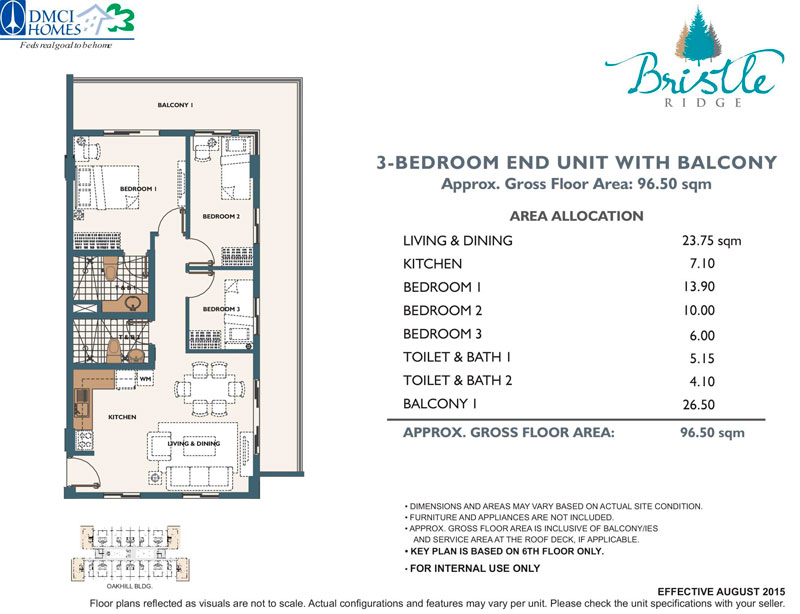 DMCI
HOMES
Feels real good to be home
Bristle
RIDGE
3-BEDROOM END UNIT WITH BALCONY
Approx. Gross Floor Area: 96.50 sqm
AREA ALLOCATION
LIVING & DINING 23.75 sqm
KITCHEN 7.10
BEDROOM 1 13.90
BEDROOM 2 10.00
BEDROOM 3 6.00
TOILET & BATH 1 5.15
TOILET & BATH 2 4.10
BALCONY 1 26.50
APPROX. GROSS FLOOR AREA: 96.50 sqm
BALCONY 1
BEDROOM 1
BEDROOM 2
T & B 1
BEDROOM 3
T & B 2
WM
KITCHEN
LIVING & DINING
OAKHILL BLDG.
• DIMENSIONS AND AREAS MAY VARY BASED ON ACTUAL SITE CONDITION.
• FURNITURE AND APPLIANCES ARE NOT INCLUDED.
• APPROX. GROSS FLOOR AREA IS INCLUSIVE OF BALCONY/IES
AND SERVICE AREA AT THE ROOF DECK, IF APPLICABLE.
• KEY PLAN IS BASED ON 6TH FLOOR ONLY.
• FOR INTERNAL USE ONLY
EFFECTIVE AUGUST 2015
Floor plans reflected as visuals are not to scale. Actual configurations and features may vary per unit. Please check the unit specifications with your seller.